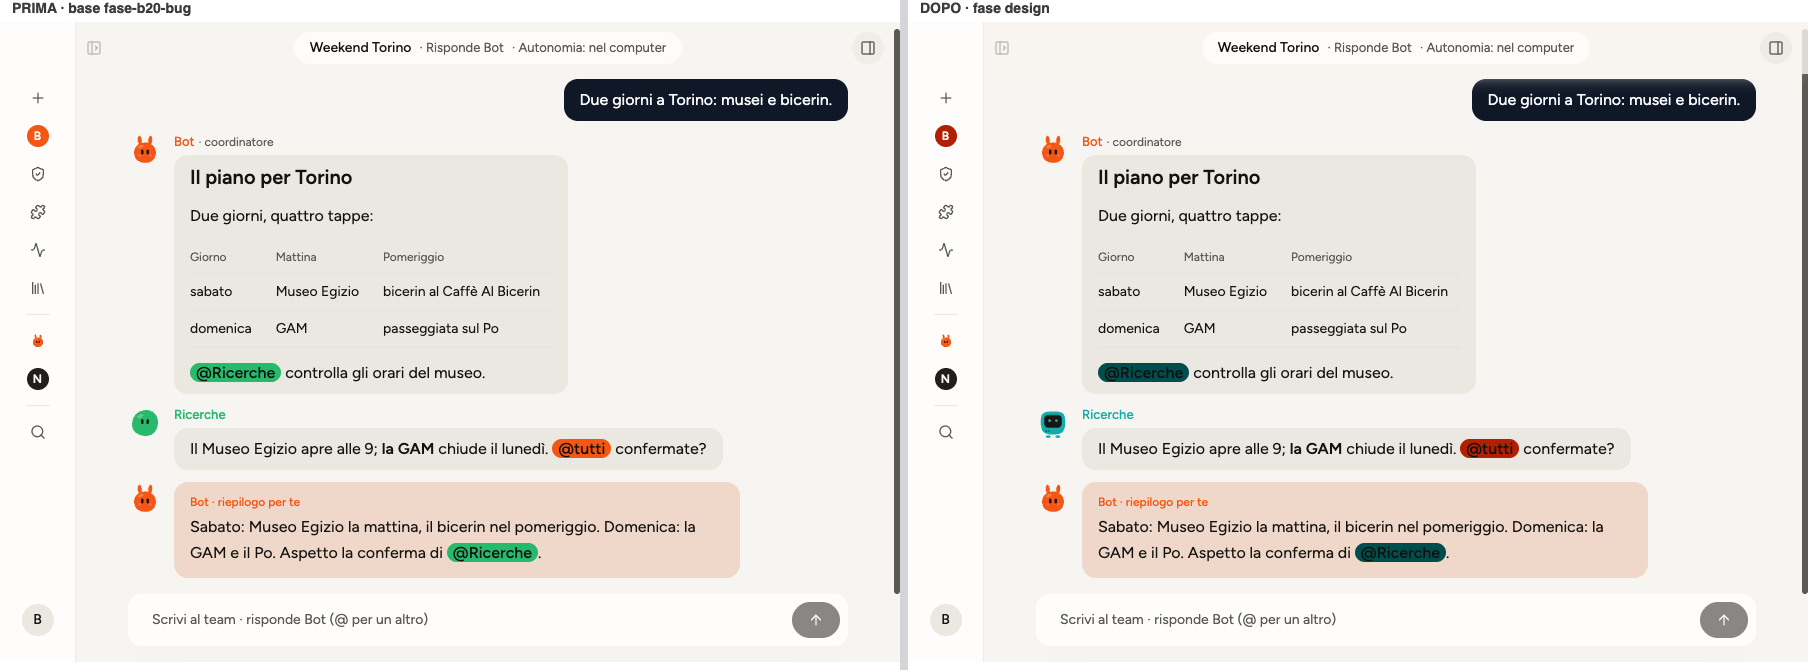 PRIMA · base fase-b20-bug
Weekend Torino · Risponde Bot · Autonomia: nel computer
Due giorni a Torino: musei e bicerin.
B
Bot · coordinatore
Il piano per Torino
Due giorni, quattro tappe:
Giorno Mattina Pomeriggio
sabato Museo Egizio bicerin al Caffè Al Bicerin
domenica GAM passeggiata sul Po
@Ricerche controlla gli orari del museo.
N
Ricerche
Il Museo Egizio apre alle 9; la GAM chiude il lunedì. @tutti confermate?
Bot · riepilogo per te
Sabato: Museo Egizio la mattina, il bicerin nel pomeriggio. Domenica: la
GAM e il Po. Aspetto la conferma di @Ricerche.
B
Scrivi al team · risponde Bot (@ per un altro)
DOPO · fase design
Weekend Torino · Risponde Bot · Autonomia: nel computer
Due giorni a Torino: musei e bicerin.
B
Bot · coordinatore
Il piano per Torino
Due giorni, quattro tappe:
Giorno Mattina Pomeriggio
sabato Museo Egizio bicerin al Caffè Al Bicerin
domenica GAM passeggiata sul Po
@Ricerche controlla gli orari del museo.
N
Ricerche
Il Museo Egizio apre alle 9; la GAM chiude il lunedì. @tutti confermate?
Bot · riepilogo per te
Sabato: Museo Egizio la mattina, il bicerin nel pomeriggio. Domenica: la
GAM e il Po. Aspetto la conferma di @Ricerche.
B
Scrivi al team · risponde Bot (@ per un altro)